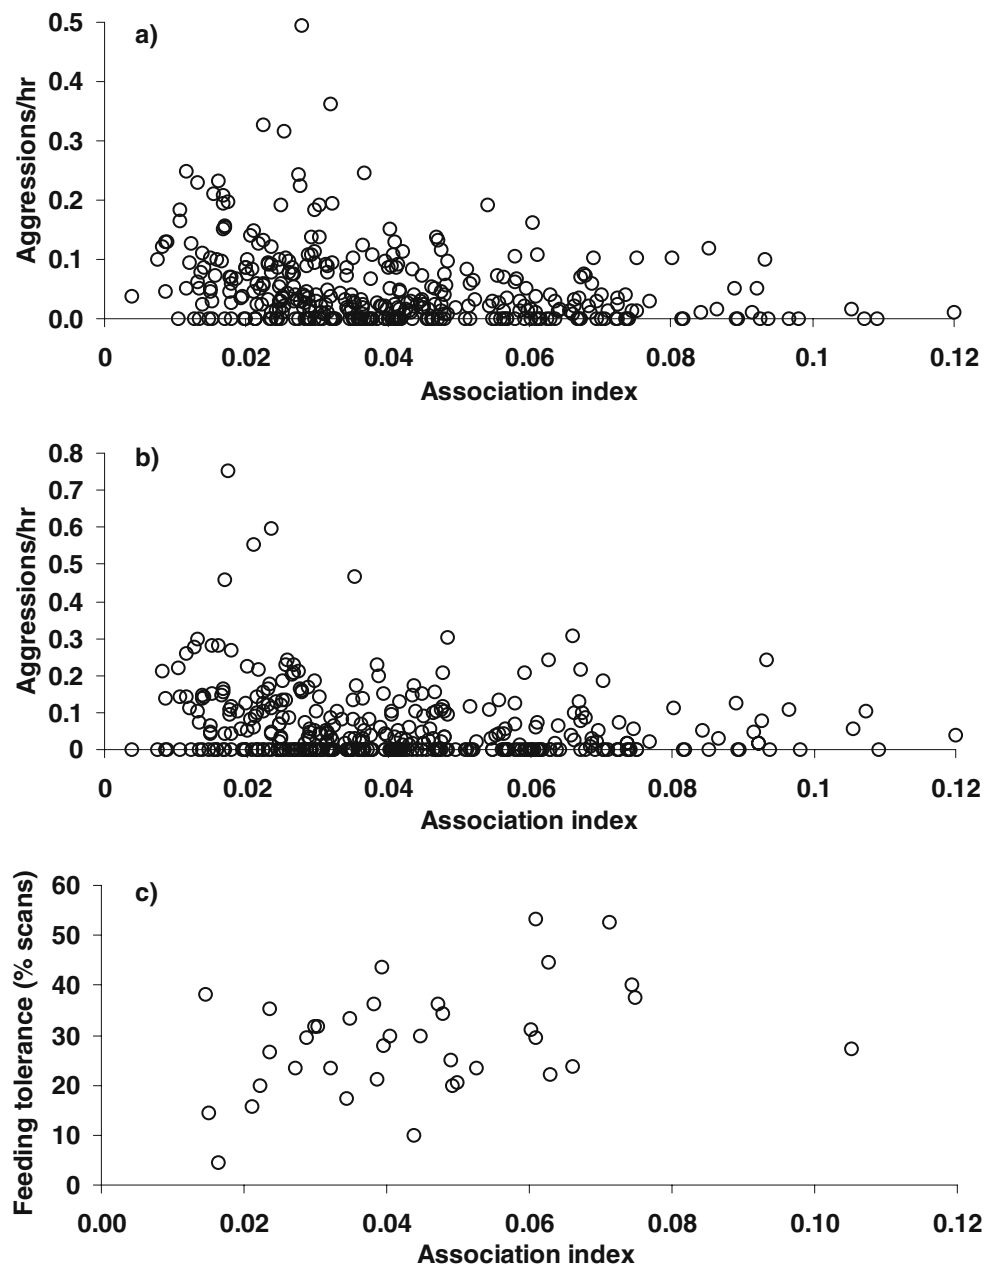 a)
Aggressions/hr
0.5
0.4
0.3
0.2
0.1
0.0
0 0.02 0.04 0.06 0.08 0.1 0.12
Association index
b)
Aggressions/hr
0.8
0.7
0.6
0.5
0.4
0.3
0.2
0.1
0
0 0.02 0.04 0.06 0.08 0.1 0.12
Association index
c)
Feeding tolerance (% scans)
60
50
40
30
20
10
0
0.00 0.02 0.04 0.06 0.08 0.10 0.12
Association index